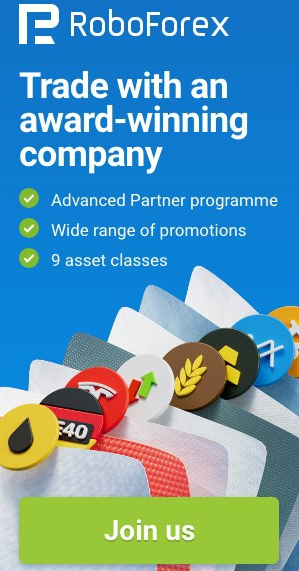 RoboForex
Trade with an
award-winning
company
Advanced Partner programme
Wide range of promotions
9 asset classes
E40
Join us